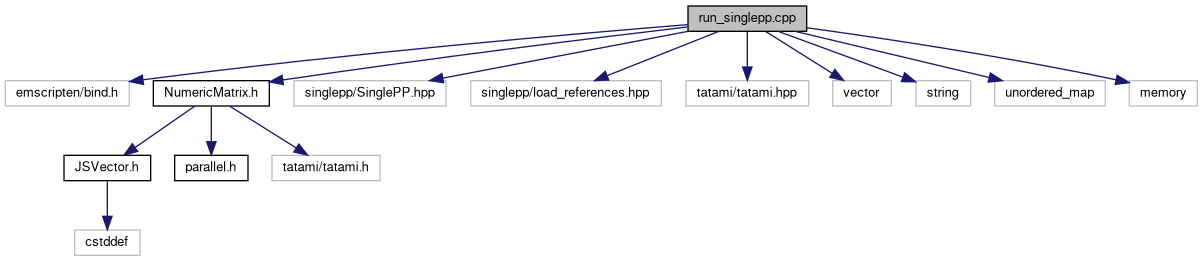 run_singlepp.cpp
emscripten/bind.h
NumericMatrix.h
singlepp/SinglePP.hpp
singlepp/load_references.hpp
tatami/tatami.hpp
vector
string
unordered_map
memory
JSVector.h
parallel.h
tatami/tatami.h
cstddef